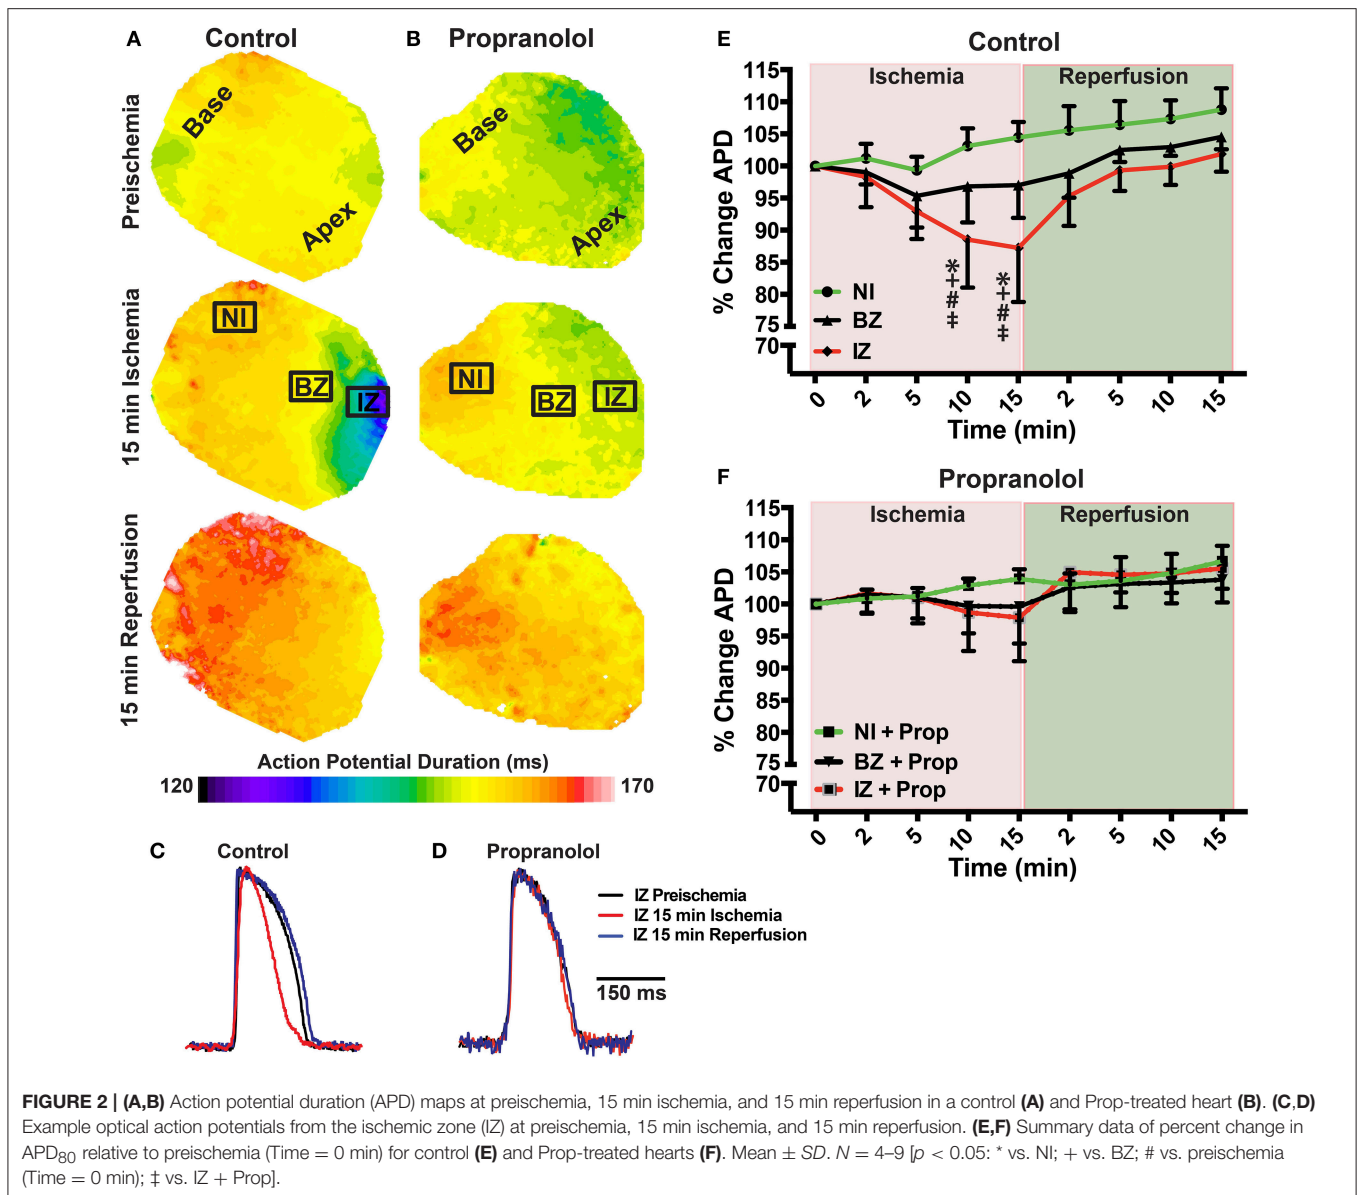 A
Control
B
Propranolol
Preischemia
Base
Apex
Base
Apex
15 min Ischemia
NI
BZ
IZ
NI
BZ
IZ
15 min Reperfusion
Action Potential Duration (ms)
120
170
C
Control
D
Propranolol
IZ Preischemia
IZ 15 min Ischemia
IZ 15 min Reperfusion
150 ms
E
Control
Ischemia
Reperfusion
% Change APD
115
110
105
100
95
90
85
80
75
70
*+#‡
*+#‡
NI
BZ
IZ
0 2 5 10 15 2 5 10 15
Time (min)
F
Propranolol
Ischemia
Reperfusion
% Change APD
115
110
105
100
95
90
85
80
75
70
NI + Prop
BZ + Prop
IZ + Prop
0 2 5 10 15 2 5 10 15
Time (min)
FIGURE 2 | (A,B) Action potential duration (APD) maps at preischemia, 15 min ischemia, and 15 min reperfusion in a control (A) and Prop-treated heart (B). (C,D)
Example optical action potentials from the ischemic zone (IZ) at preischemia, 15 min ischemia, and 15 min reperfusion. (E,F) Summary data of percent change in
APD80 relative to preischemia (Time = 0 min) for control (E) and Prop-treated hearts (F). Mean ± SD. N = 4–9 [p < 0.05: * vs. NI; + vs. BZ; # vs. preischemia
(Time = 0 min); ‡ vs. IZ + Prop].